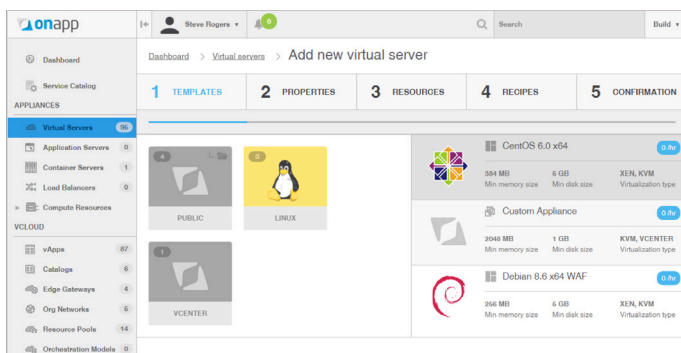 onapp
Steve Rogers
0
Search
Build
Dashboard
Service Catalog
APPLIANCES
Virtual Servers 96
Application Servers 0
Container Servers 1
Load Balancers 0
Compute Resources
VCLOUD
vApps 87
Catalogs 6
Edge Gateways 4
Org Networks 6
Resource Pools 14
Orchestration Models 0
Dashboard > Virtual servers > Add new virtual server
1 TEMPLATES
2 PROPERTIES
3 RESOURCES
4 RECIPES
5 CONFIRMATION
4
PUBLIC
0
LINUX
1
VCENTER
CentOS 6.0 x64
0 /hr
384 MB 6 GB XEN, KVM
Min memory size Min disk size Virtualization type
Custom Appliance
0 /hr
2048 MB 1 GB KVM, VCENTER
Min memory size Min disk size Virtualization type
Debian 8.6 x64 WAF
0 /hr
256 MB 6 GB XEN, KVM
Min memory size Min disk size Virtualization type